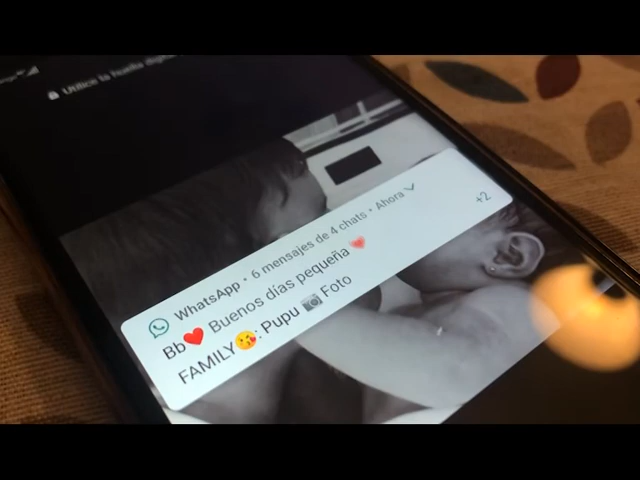 Utilice la huella digital
WhatsApp • 6 mensajes de 4 chats • Ahora
Bb❤️ Buenos días pequeña ❤️
+2
FAMILY😘: Pupu 📷 Foto